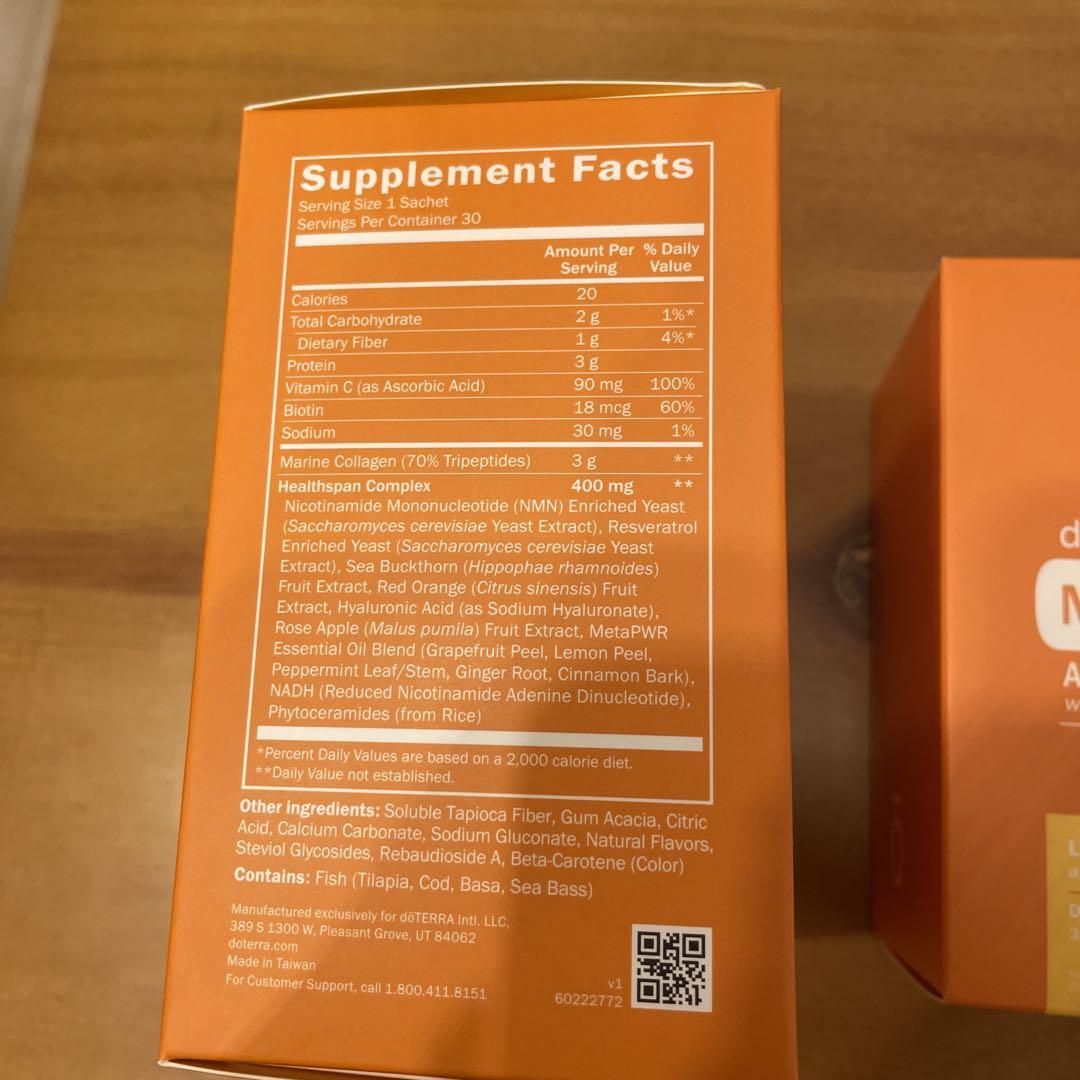 Supplement Facts
Serving Size 1 Sachet
Servings Per Container 30
Amount Per Serving % Daily Value
Calories 20
Total Carbohydrate 2 g 1%*
Dietary Fiber 1 g 4%*
Protein 3 g
Vitamin C (as Ascorbic Acid) 90 mg 100%
Biotin 18 mcg 60%
Sodium 30 mg 1%
Marine Collagen (70% Tripeptides) 3 g **
Healthspan Complex 400 mg **
Nicotinamide Mononucleotide (NMN) Enriched Yeast
(Saccharomyces cerevisiae Yeast Extract), Resveratrol
Enriched Yeast (Saccharomyces cerevisiae Yeast
Extract), Sea Buckthorn (Hippophae rhamnoides)
Fruit Extract, Red Orange (Citrus sinensis) Fruit
Extract, Hyaluronic Acid (as Sodium Hyaluronate),
Rose Apple (Malus pumila) Fruit Extract, MetaPWR
Essential Oil Blend (Grapefruit Peel, Lemon Peel,
Peppermint Leaf/Stem, Ginger Root, Cinnamon Bark),
NADH (Reduced Nicotinamide Adenine Dinucleotide),
Phytoceramides (from Rice)
*Percent Daily Values are based on a 2,000 calorie diet.
**Daily Value not established.
Other ingredients: Soluble Tapioca Fiber, Gum Acacia, Citric
Acid, Calcium Carbonate, Sodium Gluconate, Natural Flavors,
Steviol Glycosides, Rebaudioside A, Beta-Carotene (Color)
Contains: Fish (Tilapia, Cod, Basa, Sea Bass)
Manufactured exclusively for dōTERRA Intl. LLC,
389 S 1300 W, Pleasant Grove, UT 84062
doterra.com
Made in Taiwan
For Customer Support, call 1.800.411.8151
v1
60222772